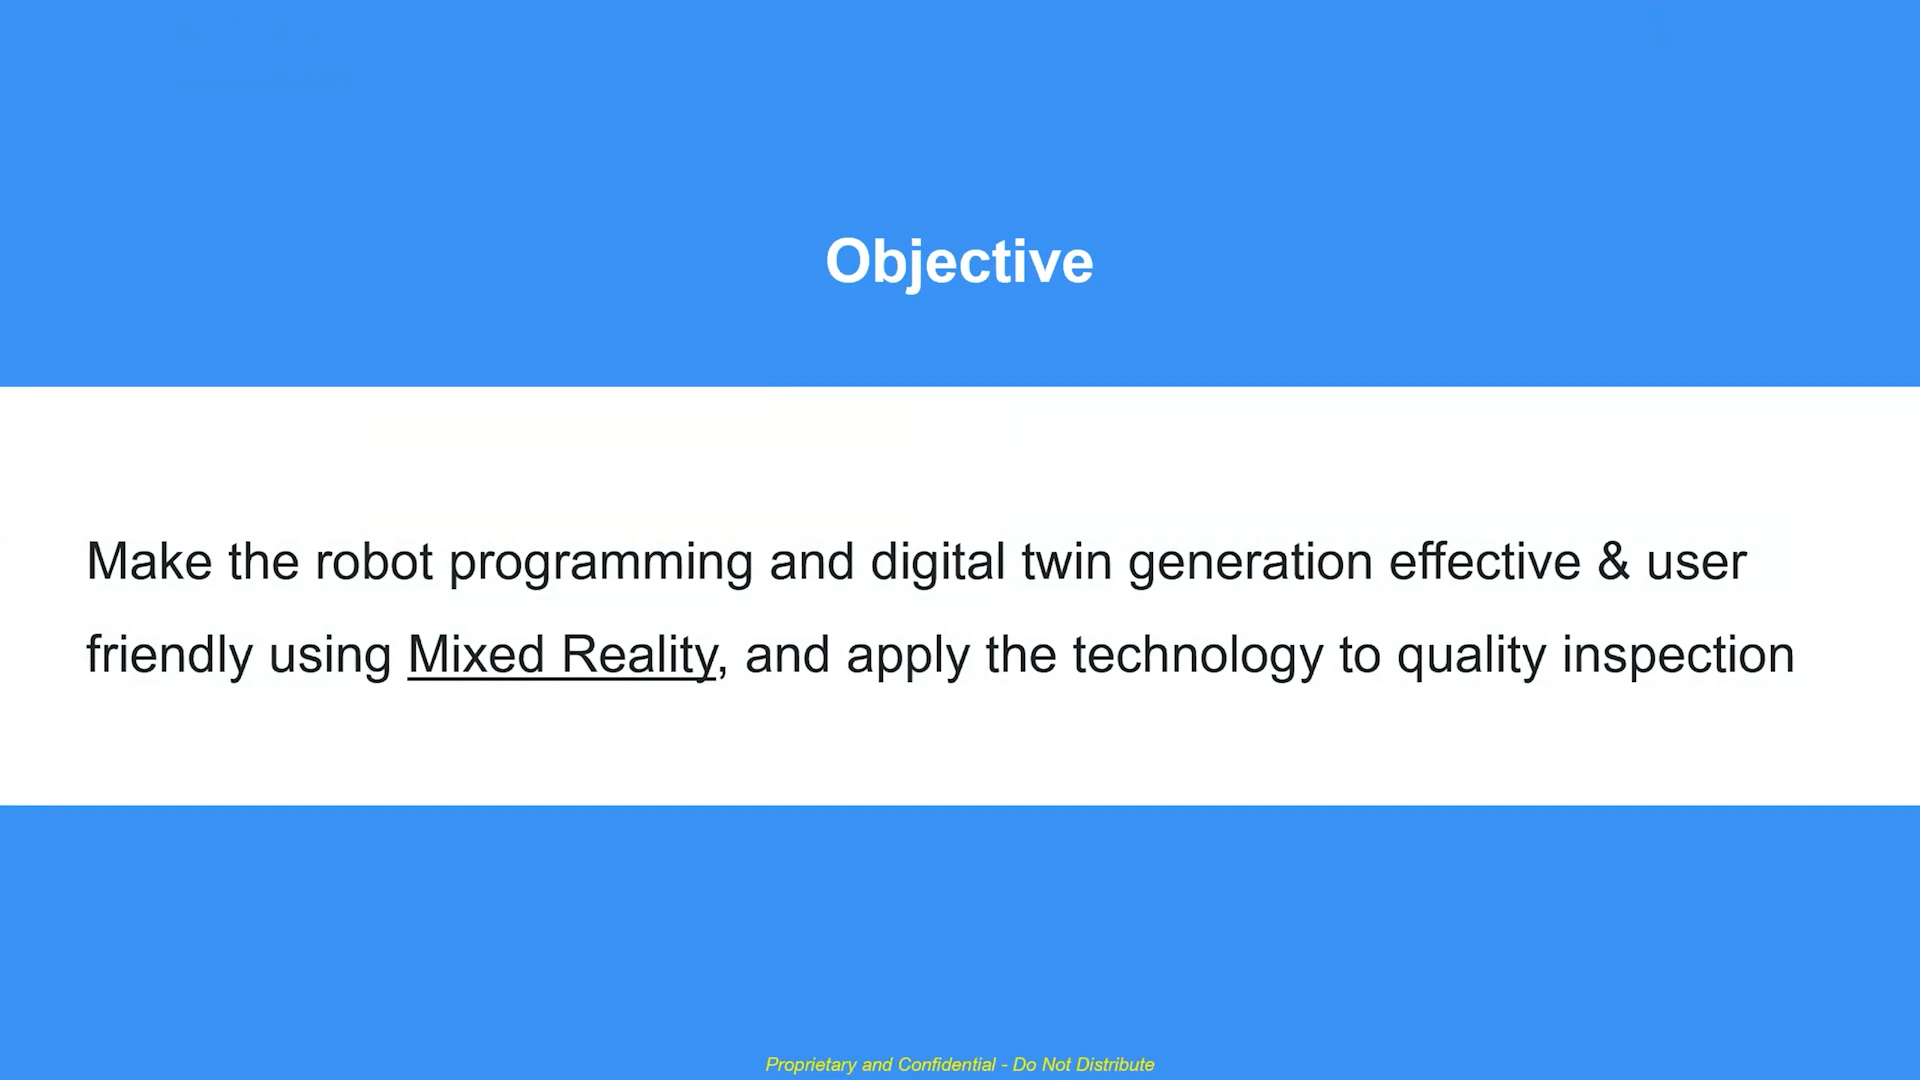 Objective
Make the robot programming and digital twin generation effective & user
friendly using Mixed Reality, and apply the technology to quality inspection
Proprietary and Confidential - Do Not Distribute